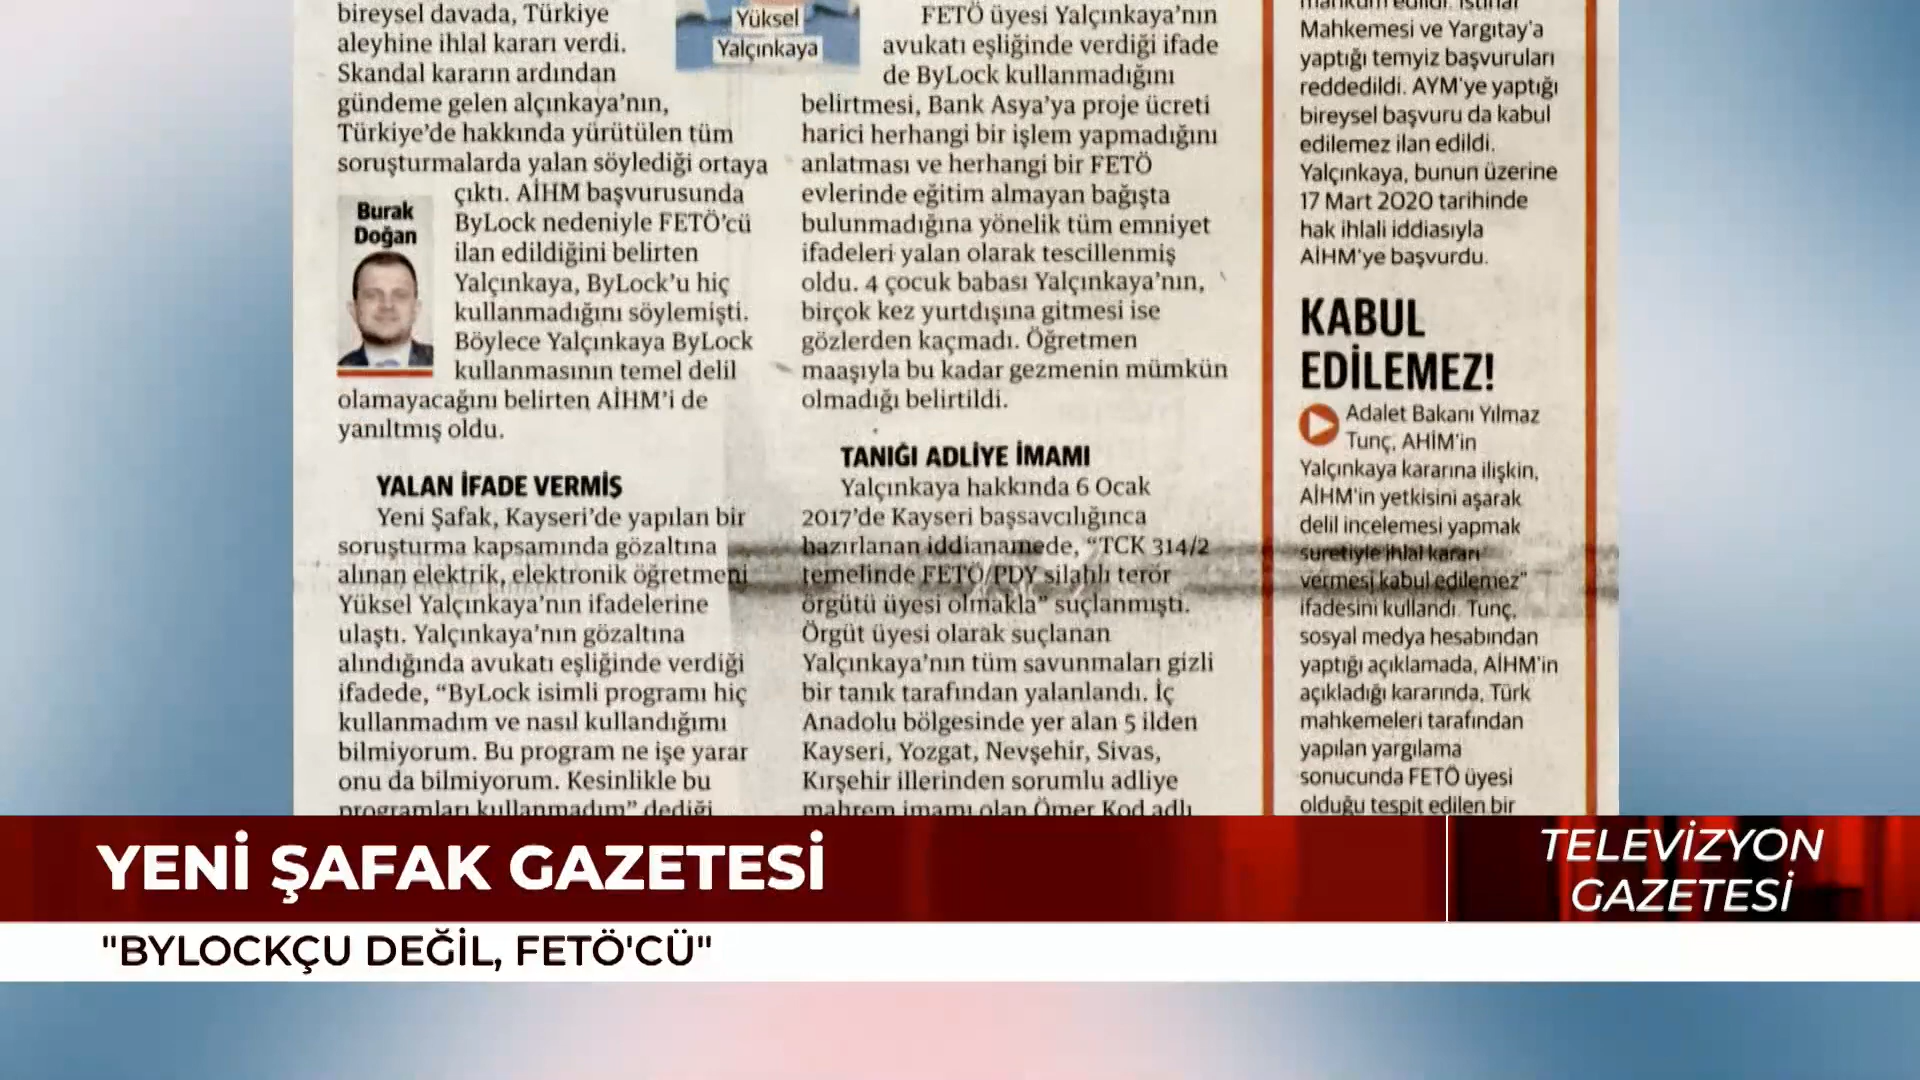 bireysel davada, Türkiye
aleyhine ihlal kararı verdi.
Skandal kararın ardından
gündeme gelen alçınkaya'nın,
Türkiye'de hakkında yürütülen tüm
soruşturmalarda yalan söylediği ortaya
çıktı. AİHM başvurusunda
ByLock nedeniyle FETÖ'cü
ilan edildiğini belirten
Yalçınkaya, ByLock'u hiç
kullanmadığını söylemişti.
Böylece Yalçınkaya ByLock
kullanmasının temel delil
olamayacağını belirten AİHM'i de
yanıltmış oldu.
Burak
Doğan
YALAN İFADE VERMİŞ
Yeni Şafak, Kayseri'de yapılan bir
soruşturma kapsamında gözaltına
alınan elektrik, elektronik öğretmeni
Yüksel Yalçınkaya'nın ifadelerine
ulaştı. Yalçınkaya'nın gözaltına
alındığında avukatı eşliğinde verdiği
ifadede, "ByLock isimli programı hiç
kullanmadım ve nasıl kullandığımı
bilmiyorum. Bu program ne işe yarar
onu da bilmiyorum. Kesinlikle bu
programları kullanmadım" dediği
Yüksel
Yalçınkaya
FETÖ üyesi Yalçınkaya'nın
avukatı eşliğinde verdiği ifade
de ByLock kullanmadığını
belirtmesi, Bank Asya'ya proje ücreti
harici herhangi bir işlem yapmadığını
anlatması ve herhangi bir FETÖ
evlerinde eğitim almayan bağışta
bulunmadığına yönelik tüm emniyet
ifadeleri yalan olarak tescillenmiş
oldu. 4 çocuk babası Yalçınkaya'nın,
birçok kez yurtdışına gitmesi ise
gözlerden kaçmadı. Öğretmen
maaşıyla bu kadar gezmenin mümkün
olmadığı belirtildi.
TANIĞI ADLİYE İMAMI
Yalçınkaya hakkında 6 Ocak
2017'de Kayseri başsavcılığınca
hazırlanan iddianamede, "TCK 314/2
temelinde FETÖ/PDY silahlı terör
örgütü üyesi olmakla" suçlanmıştı.
Örgüt üyesi olarak suçlanan
Yalçınkaya'nın tüm savunmaları gizli
bir tanık tarafından yalanlandı. İç
Anadolu bölgesinde yer alan 5 ilden
Kayseri, Yozgat, Nevşehir, Sivas,
Kırşehir illerinden sorumlu adliye
mahrem imamı olan Ömer Kod adlı
mahkum edildi. İstinaf
Mahkemesi ve Yargıtay'a
yaptığı temyiz başvuruları
reddedildi. AYM'ye yaptığı
bireysel başvuru da kabul
edilemez ilan edildi.
Yalçınkaya, bunun üzerine
17 Mart 2020 tarihinde
hak ihlali iddiasıyla
AİHM'ye başvurdu.
KABUL
EDİLEMEZ!
Adalet Bakanı Yılmaz
Tunç, AHİM'in
Yalçınkaya kararına ilişkin,
AİHM'in yetkisini aşarak
delil incelemesi yapmak
suretiyle ihlal kararı
vermesi kabul edilemez"
ifadesini kullandı. Tunç,
sosyal medya hesabından
yaptığı açıklamada, AİHM'in
açıkladığı kararında, Türk
mahkemeleri tarafından
yapılan yargılama
sonucunda FETÖ üyesi
olduğu tespit edilen bir
YENİ ŞAFAK GAZETESİ
TELEVİZYON
GAZETESİ
"BYLOCKÇU DEĞİL, FETÖ'CÜ"